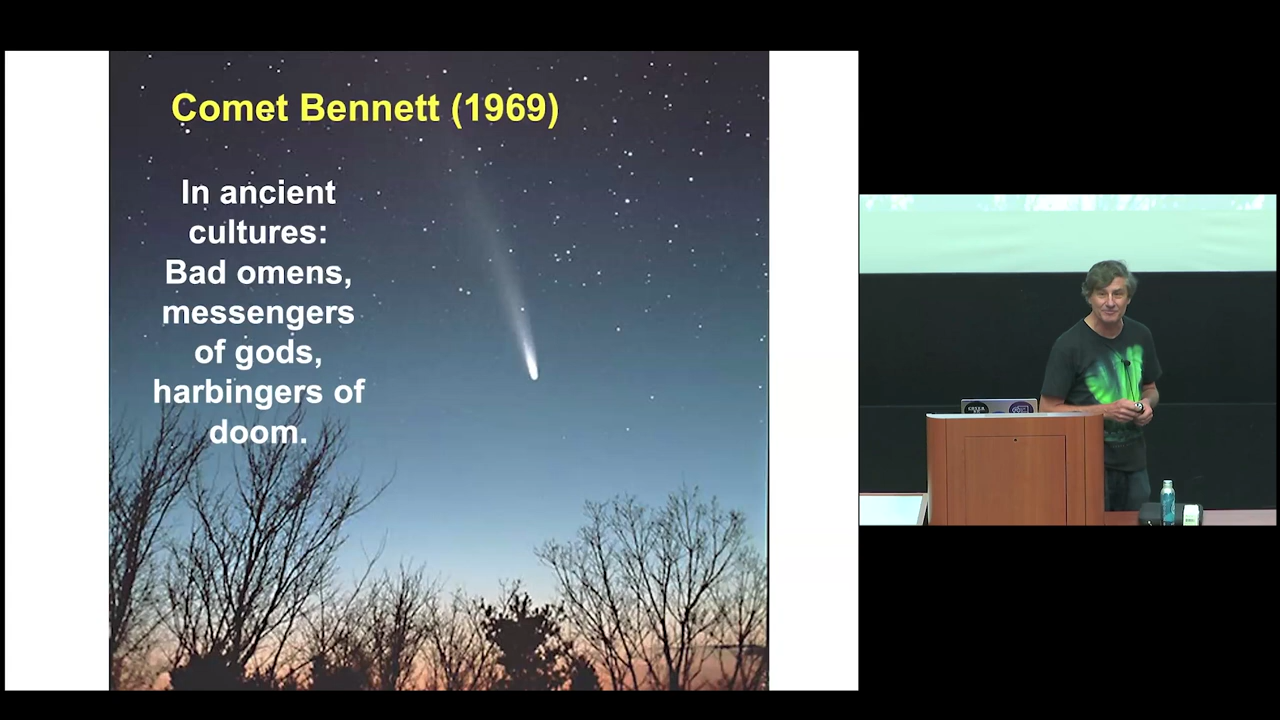 Comet Bennett (1969)
In ancient
cultures:
Bad omens,
messengers
of gods,
harbingers of
doom.